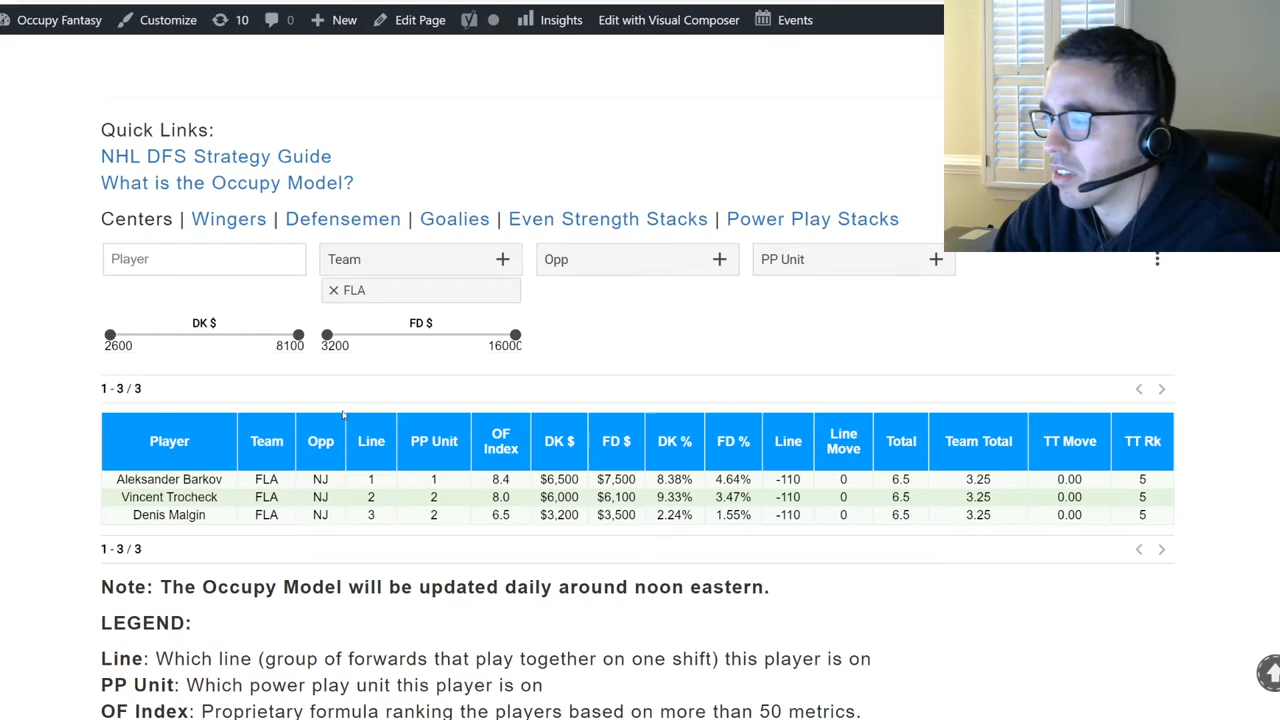 Occupy Fantasy Customize 10 0 New Edit Page Insights Edit with Visual Composer Events
Quick Links:
NHL DFS Strategy Guide
What is the Occupy Model?
Centers | Wingers | Defensemen | Goalies | Even Strength Stacks | Power Play Stacks
Player Team Opp PP Unit
FLA
DK $ FD $
2600 8100 3200 16000
1 - 3 / 3
Player Team Opp Line PP Unit OF Index DK $ FD $ DK % FD % Line Line Move Total Team Total TT Move TT Rk
Aleksander Barkov FLA NJ 1 1 8.4 $6,500 $7,500 8.38% 4.64% -110 0 6.5 3.25 0.00 5
Vincent Trocheck FLA NJ 2 2 8.0 $6,000 $6,100 9.33% 3.47% -110 0 6.5 3.25 0.00 5
Denis Malgin FLA NJ 3 2 6.5 $3,200 $3,500 2.24% 1.55% -110 0 6.5 3.25 0.00 5
1 - 3 / 3
Note: The Occupy Model will be updated daily around noon eastern.
LEGEND:
Line: Which line (group of forwards that play together on one shift) this player is on
PP Unit: Which power play unit this player is on
OF Index: Proprietary formula ranking the players based on more than 50 metrics.